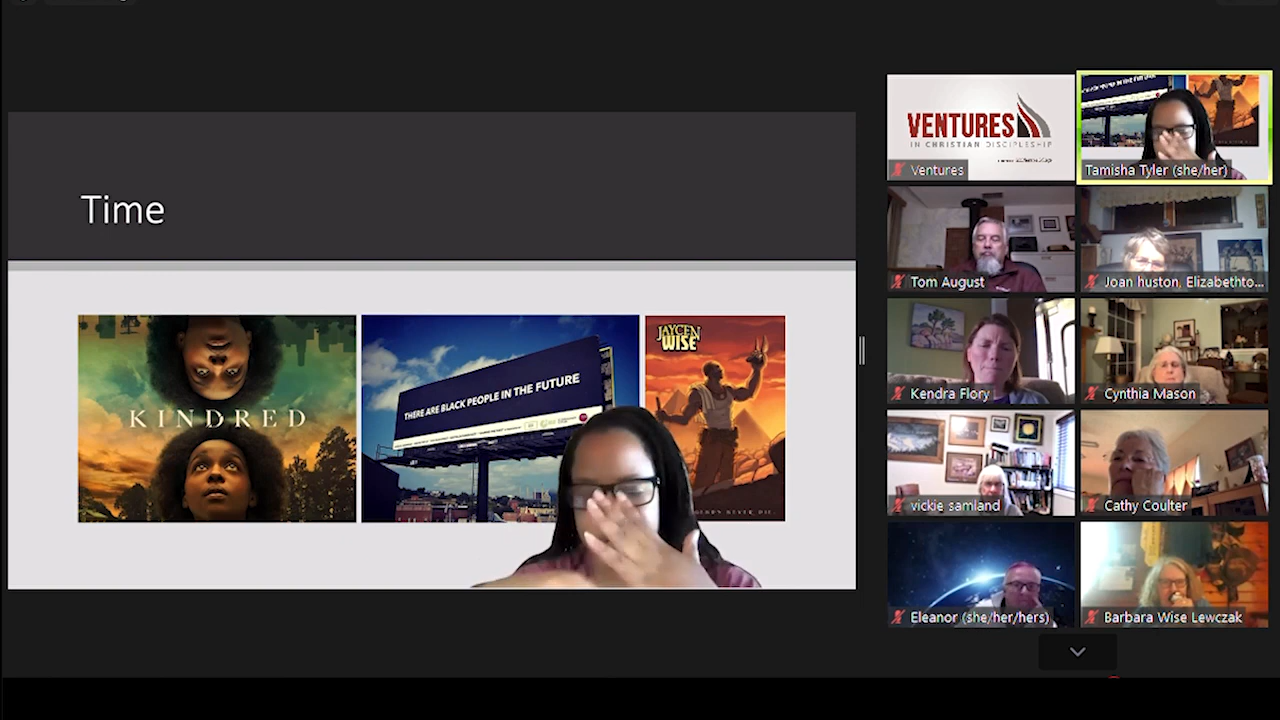 Time
KINDRED
THERE ARE BLACK PEOPLE IN THE FUTURE
JAYCEN
WISE
VENTURES
IN CHRISTIAN DISCIPLESHIP
Ventures
Tamisha Tyler (she/her)
Tom August
Joan huston, Elizabethto...
Kendra Flory
Cynthia Mason
vickie samland
Cathy Coulter
Eleanor (she/her/hers)
Barbara Wise Lewczak